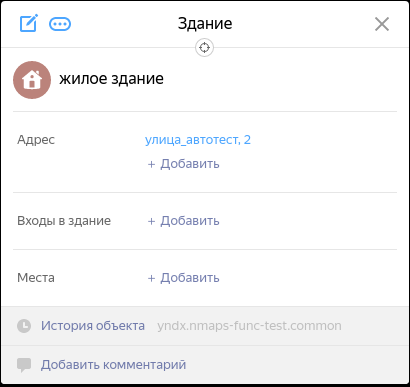 Здание
жилое здание
Адрес улица_автотест, 2
+ Добавить
Входы в здание + Добавить
Места + Добавить
История объекта yndx.nmaps-func-test.common
Добавить комментарий